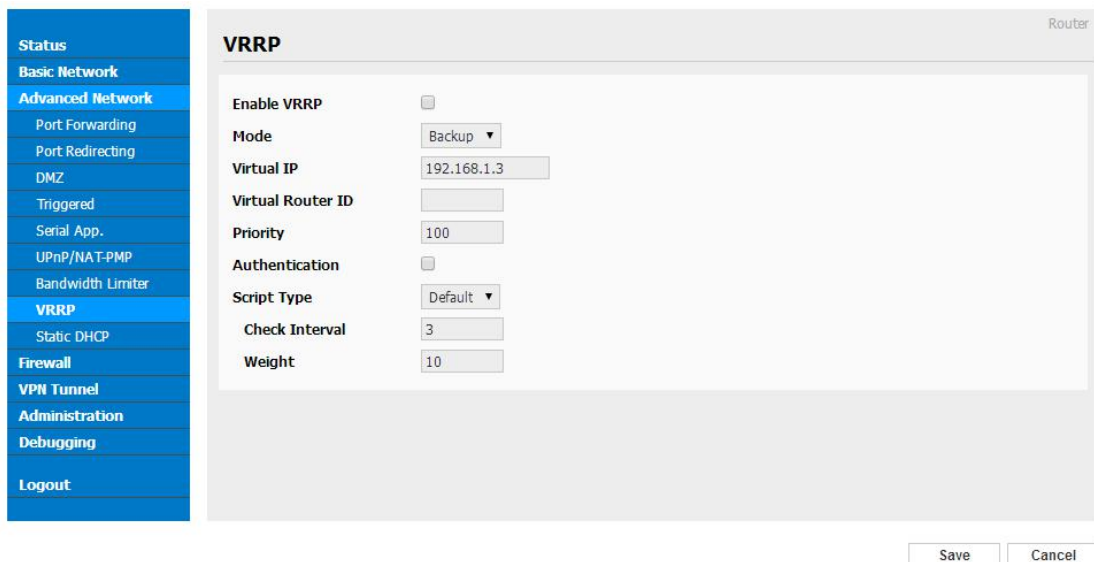 Status
Basic Network
Advanced Network
Port Forwarding
Port Redirecting
DMZ
Triggered
Serial App.
UPnP/NAT-PMP
Bandwidth Limiter
VRRP
Static DHCP
Firewall
VPN Tunnel
Administration
Debugging
Logout
Router
VRRP
Enable VRRP
Mode Backup
Virtual IP 192.168.1.3
Virtual Router ID
Priority 100
Authentication
Script Type Default
Check Interval 3
Weight 10
Save Cancel